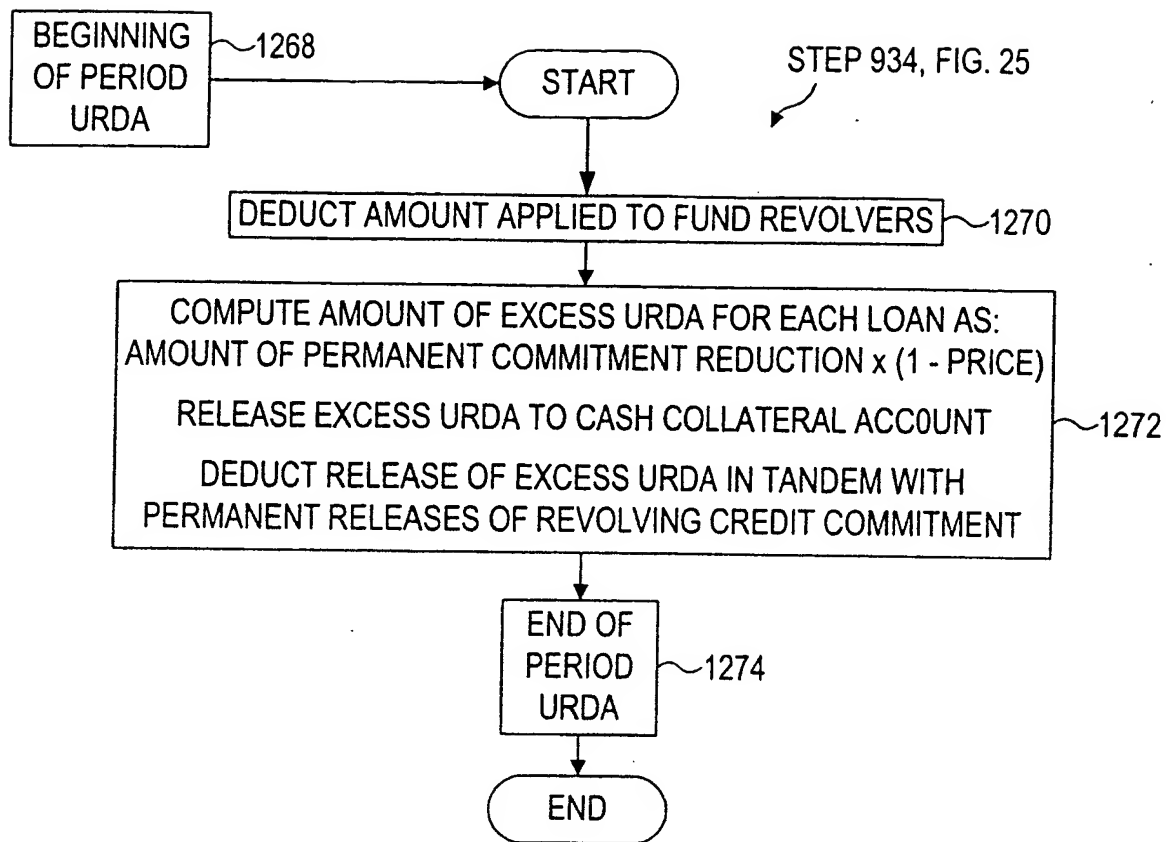 BEGINNING
OF PERIOD
URDA
1268
START
STEP 934, FIG. 25
DEDUCT AMOUNT APPLIED TO FUND REVOLVERS
1270
COMPUTE AMOUNT OF EXCESS URDA FOR EACH LOAN AS:
AMOUNT OF PERMANENT COMMITMENT REDUCTION x (1 - PRICE)
RELEASE EXCESS URDA TO CASH COLLATERAL ACCOUNT
DEDUCT RELEASE OF EXCESS URDA IN TANDEM WITH
PERMANENT RELEASES OF REVOLVING CREDIT COMMITMENT
1272
END OF
PERIOD
URDA
1274
END